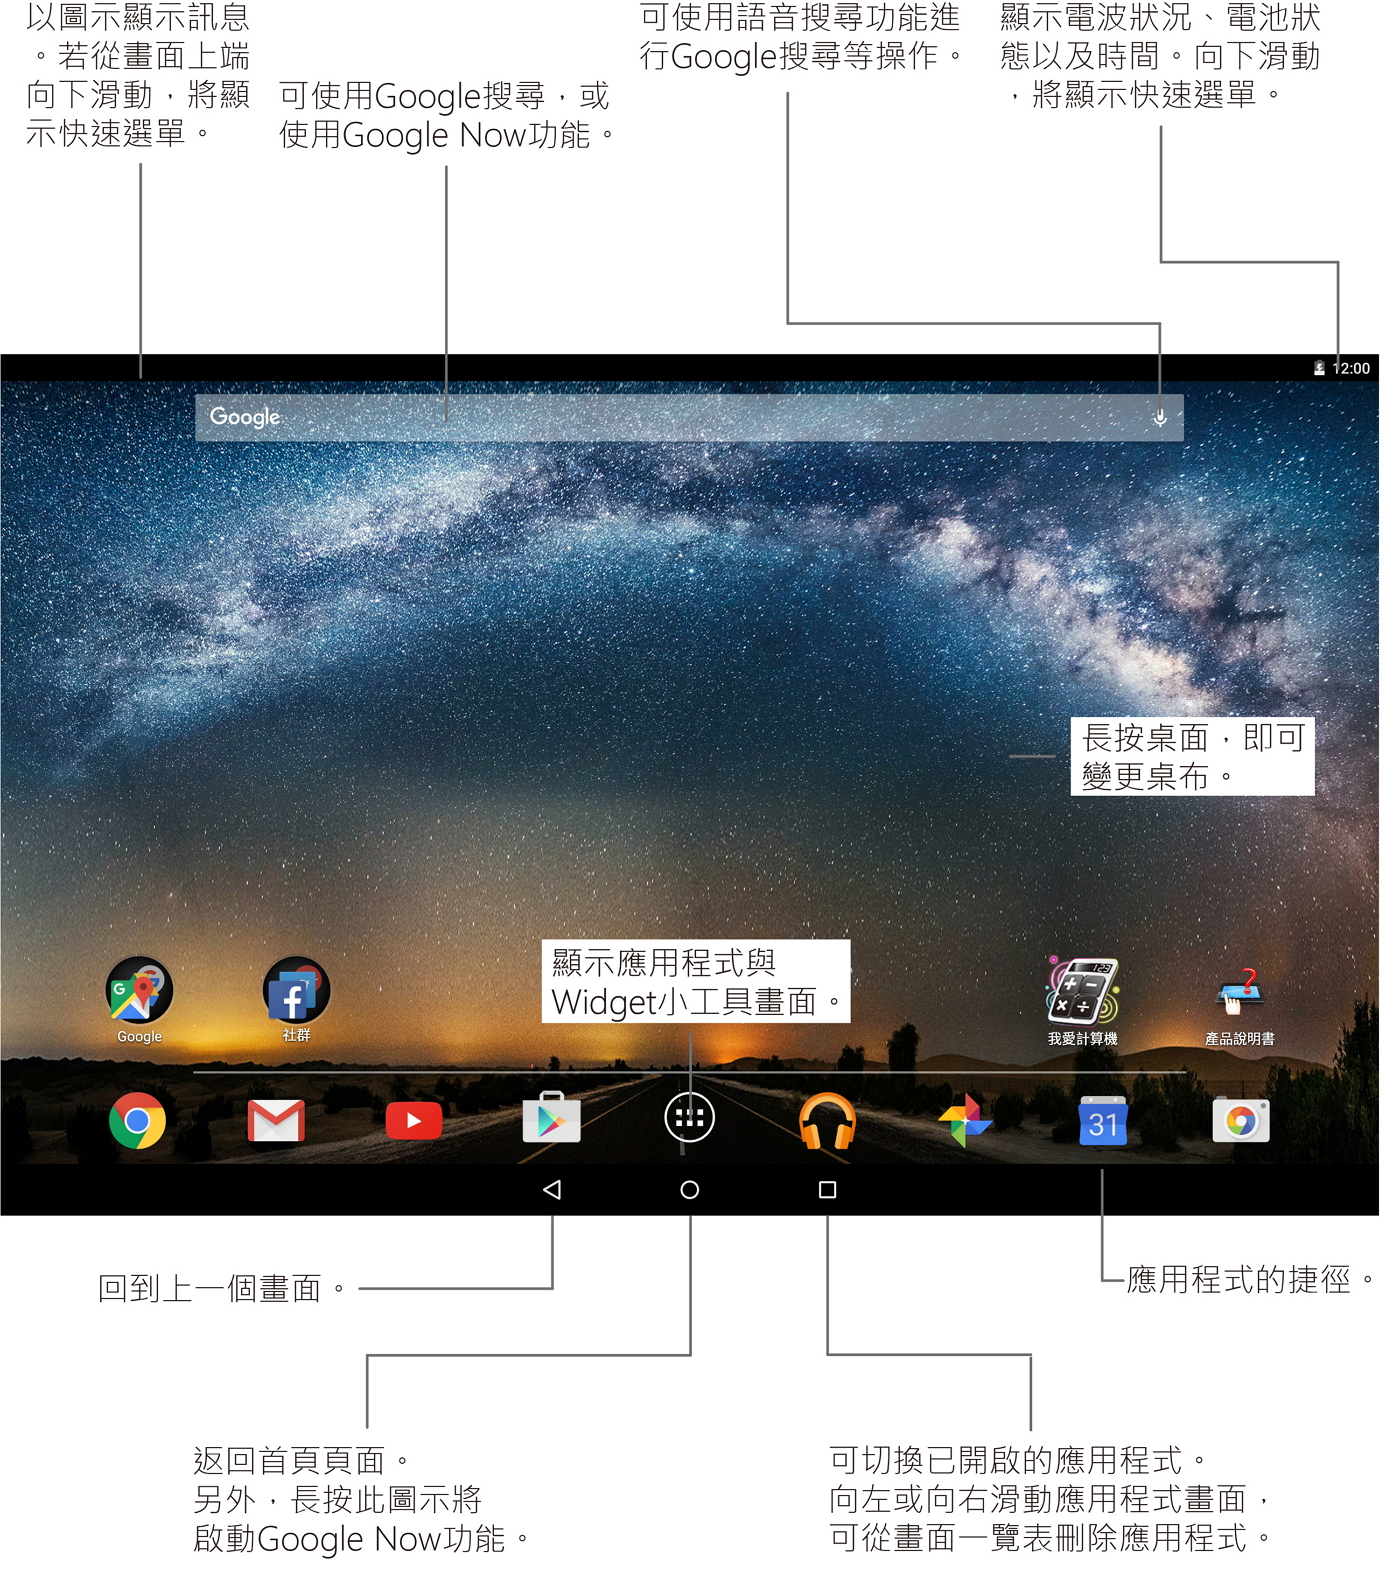 以圖示顯示訊息
。若從畫面上端
向下滑動，將顯
示快速選單。
可使用Google搜尋，或
使用Google Now功能。
可使用語音搜尋功能進
行Google搜尋等操作。
顯示電波狀況、電池狀
態以及時間。向下滑動
，將顯示快速選單。
12:00
Google
長按桌面，即可
變更桌布。
顯示應用程式與
Widget小工具畫面。
G
Google
社群
123
我愛計算機
產品說明書
31
回到上一個畫面。
應用程式的捷徑。
返回首頁頁面。
另外，長按此圖示將
啟動Google Now功能。
可切換已開啟的應用程式。
向左或向右滑動應用程式畫面，
可從畫面一覽表刪除應用程式。